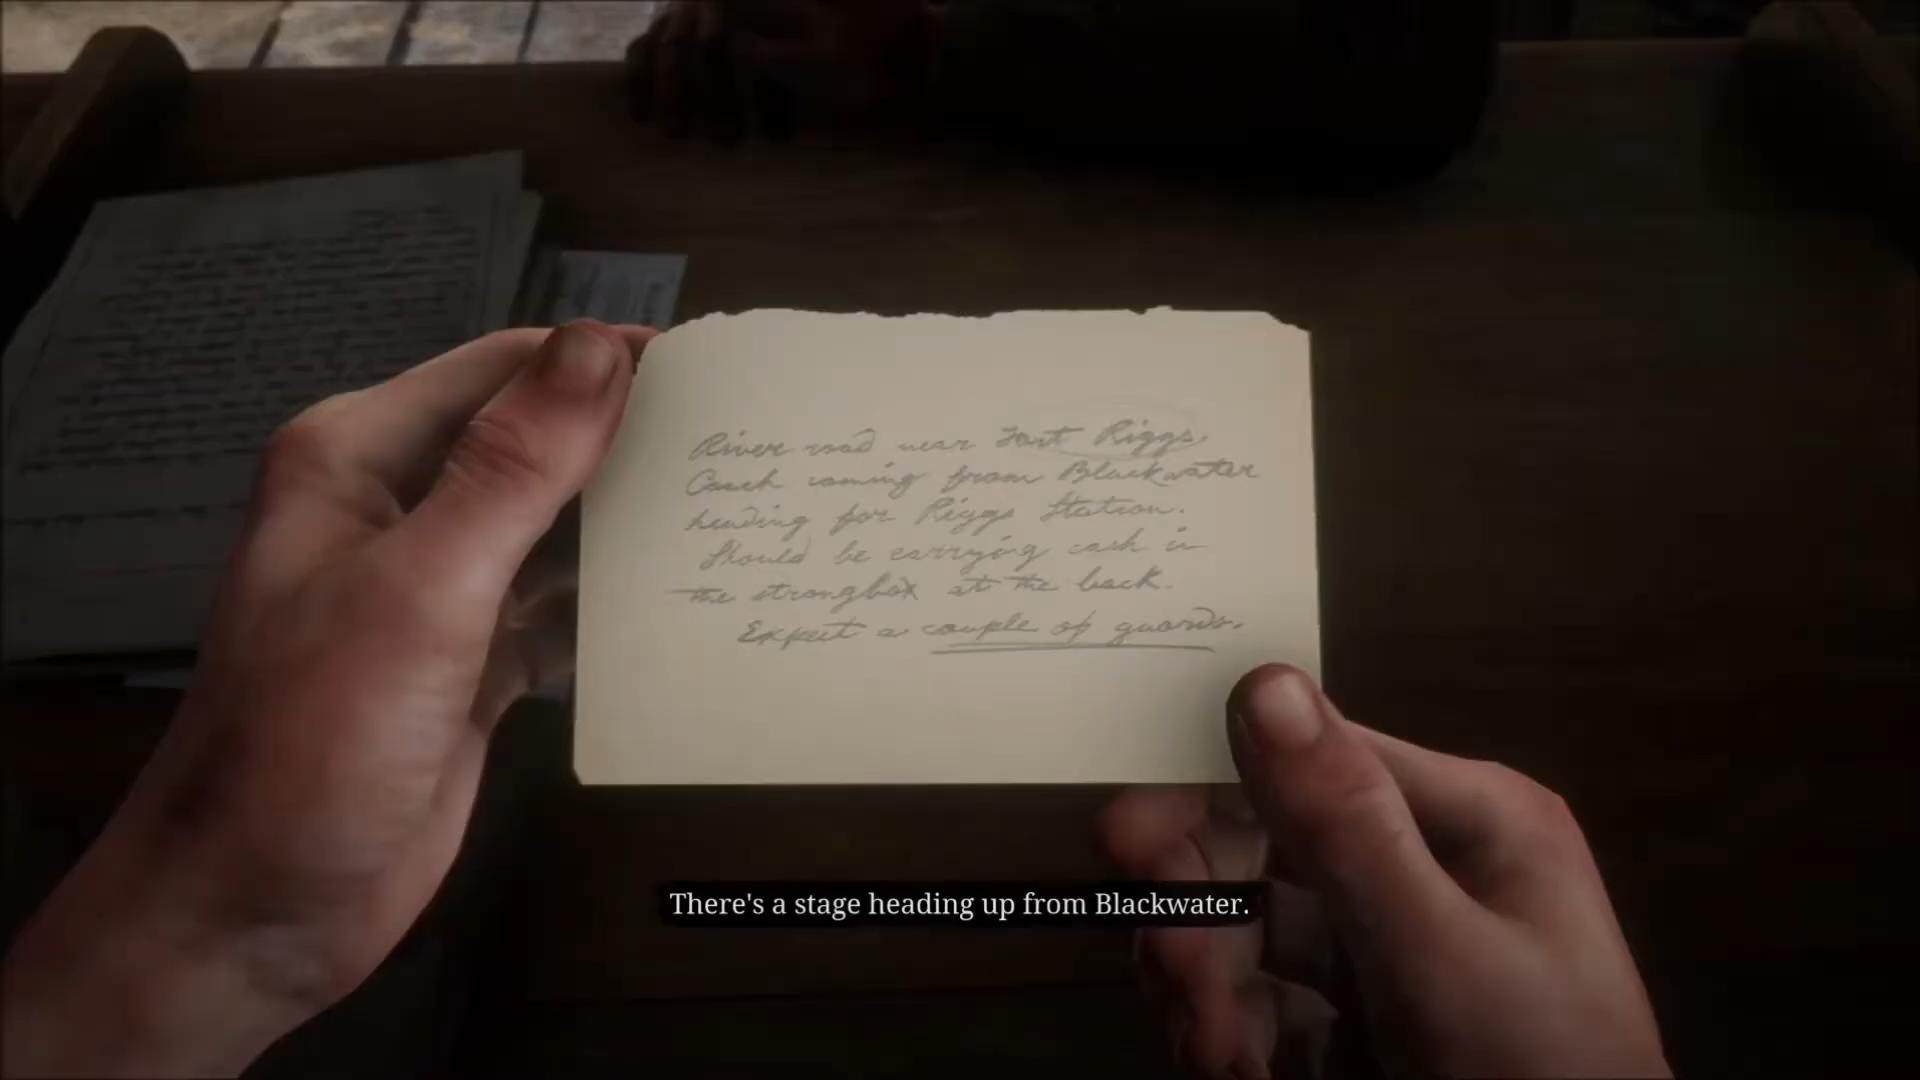 River road near Fort Riggs.
Coach coming from Blackwater
heading for Riggs Station.
Should be carrying cash in
the strongbox at the back.
Expect a couple of guards.
There's a stage heading up from Blackwater.